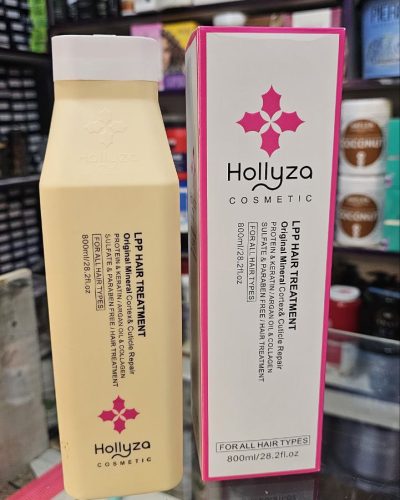 LPP HAIR TREATMENT
Original Mineral Cortex& Cuticle Repair
PROTEIN & KERATIN / ARGAN OIL & COLLAGEN
SULFATE & PARABEN FREE / HAIR TREATMENT
FOR ALL HAIR TYPES
800ml/28.2fl.oz
Hollyza
COSMETIC
Hollyza
COSMETIC
LPP HAIR TREATMENT
Original Mineral Cortex& Cuticle Repair
PROTEIN & KERATIN / ARGAN OIL & COLLAGEN
SULFATE & PARABEN FREE / HAIR TREATMENT
FOR ALL HAIR TYPES
800ml/28.2fl.oz
FOR ALL HAIR TYPES
800ml/28.2fl.oz
COCONUT